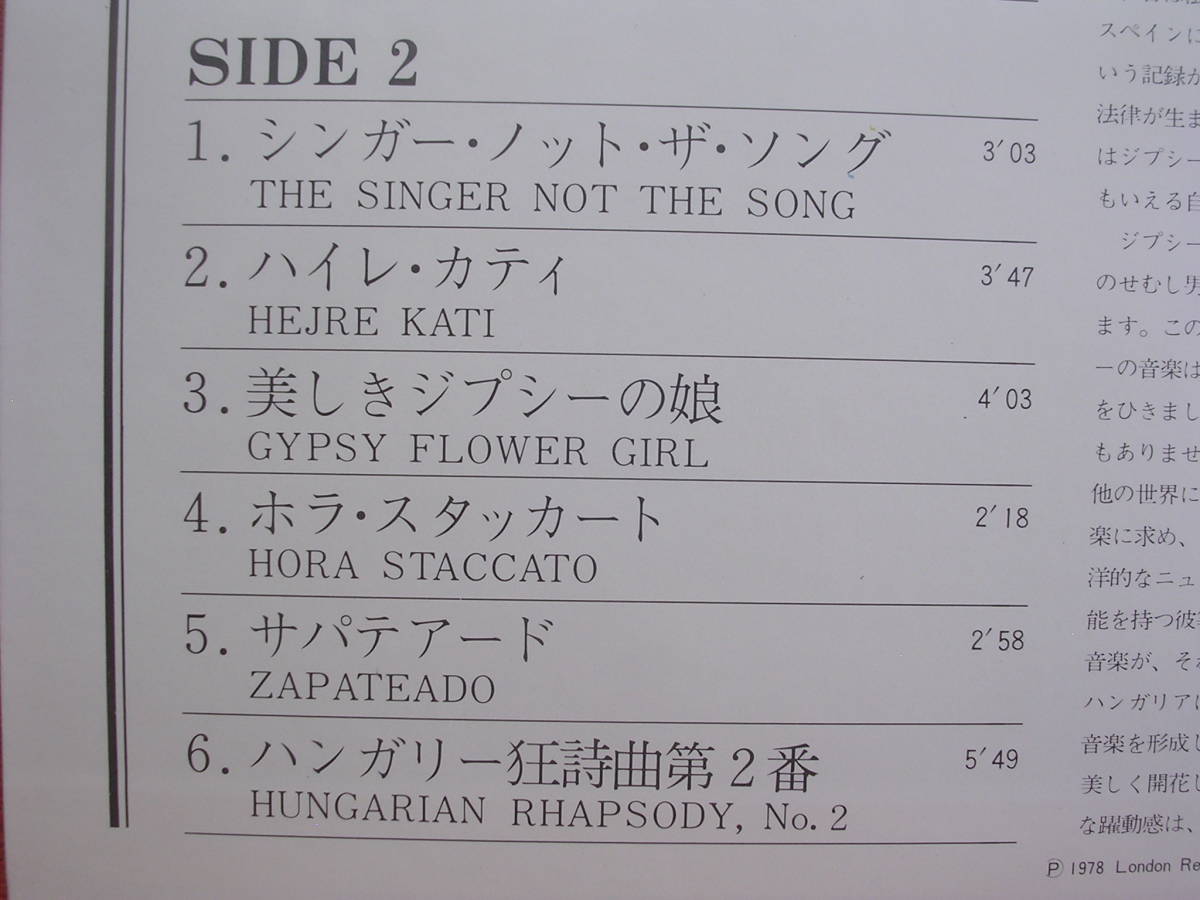 SIDE 2
1. シンガー・ノット・ザ・ソング 3′03
THE SINGER NOT THE SONG
2. ハイレ・カティ 3′47
HEJRE KATI
3. 美しきジプシーの娘 4′03
GYPSY FLOWER GIRL
4. ホラ・スタッカート 2′18
HORA STACCATO
5. サパテアード 2′58
ZAPATEADO
6. ハンガリー狂詩曲第2番 5′49
HUNGARIAN RHAPSODY, No. 2
スペインに
いう記録か
法律が生ま
はジプシー
もいえる自
ジプシー
のせむし男
ます。この
ーの音楽は
をひきまし
もありませ
他の世界に
楽に求め、
洋的なニュ
能を持つ彼
音楽が、それ
ハンガリアに
音楽を形成し
美しく開花し
な躍動感は、
Ⓟ 1978 London Re